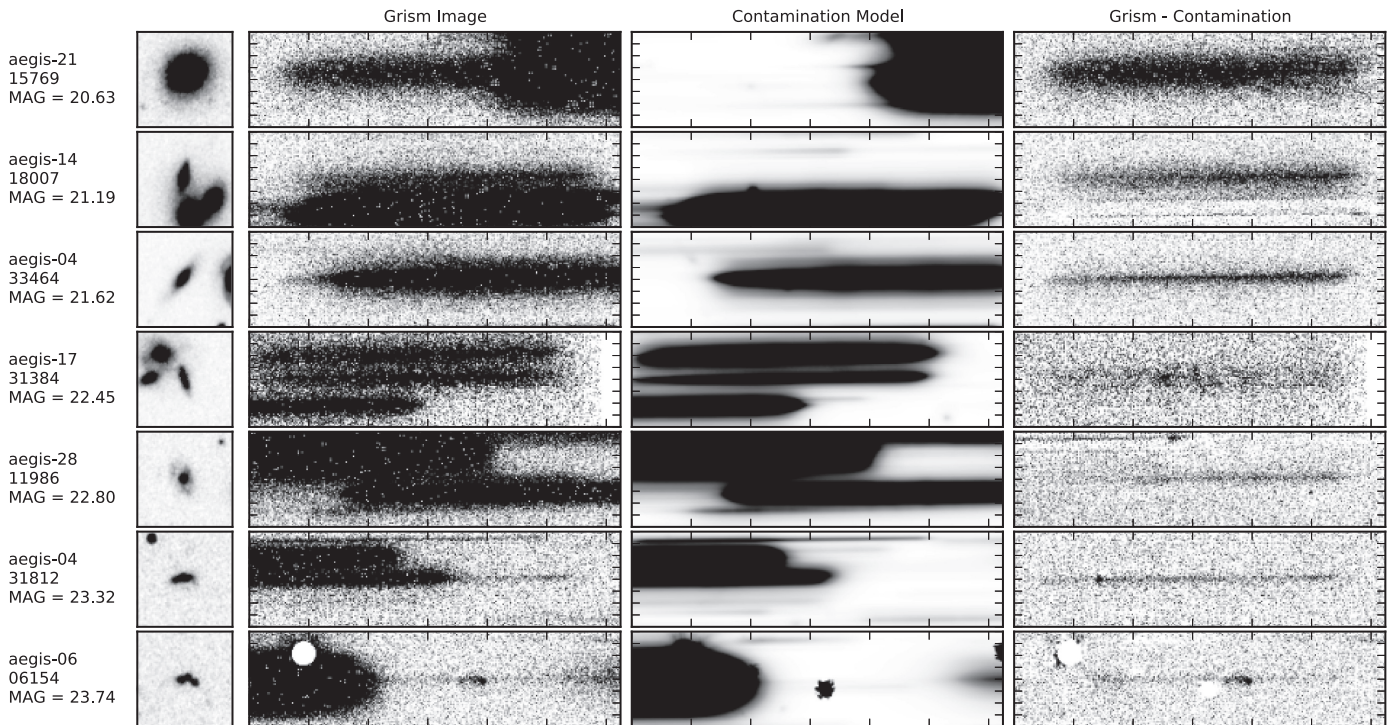 Grism Image
Contamination Model
Grism - Contamination
aegis-21
15769
MAG = 20.63
aegis-14
18007
MAG = 21.19
aegis-04
33464
MAG = 21.62
aegis-17
31384
MAG = 22.45
aegis-28
11986
MAG = 22.80
aegis-04
31812
MAG = 23.32
aegis-06
06154
MAG = 23.74